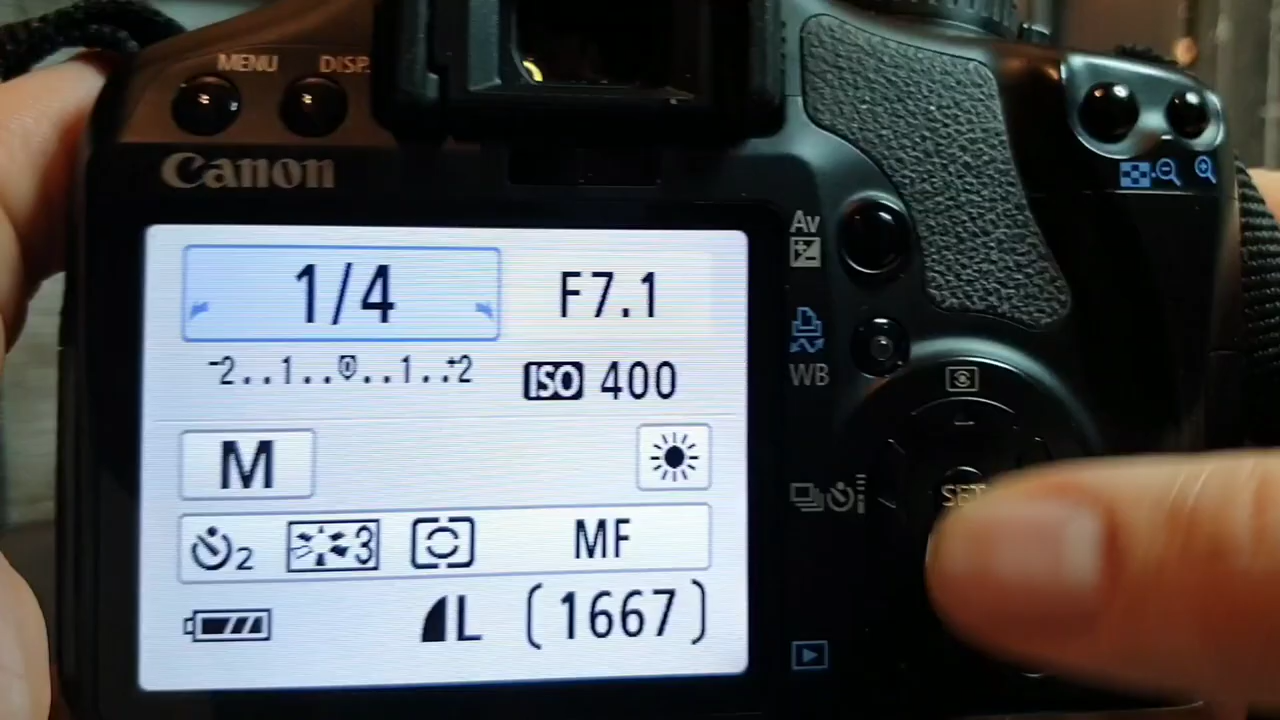 MENU DISP.
Canon
1/4 F7.1
-2..1..0..1..+2
ISO 400
M
2 3 MF
L (1667)
Av
WB
SET